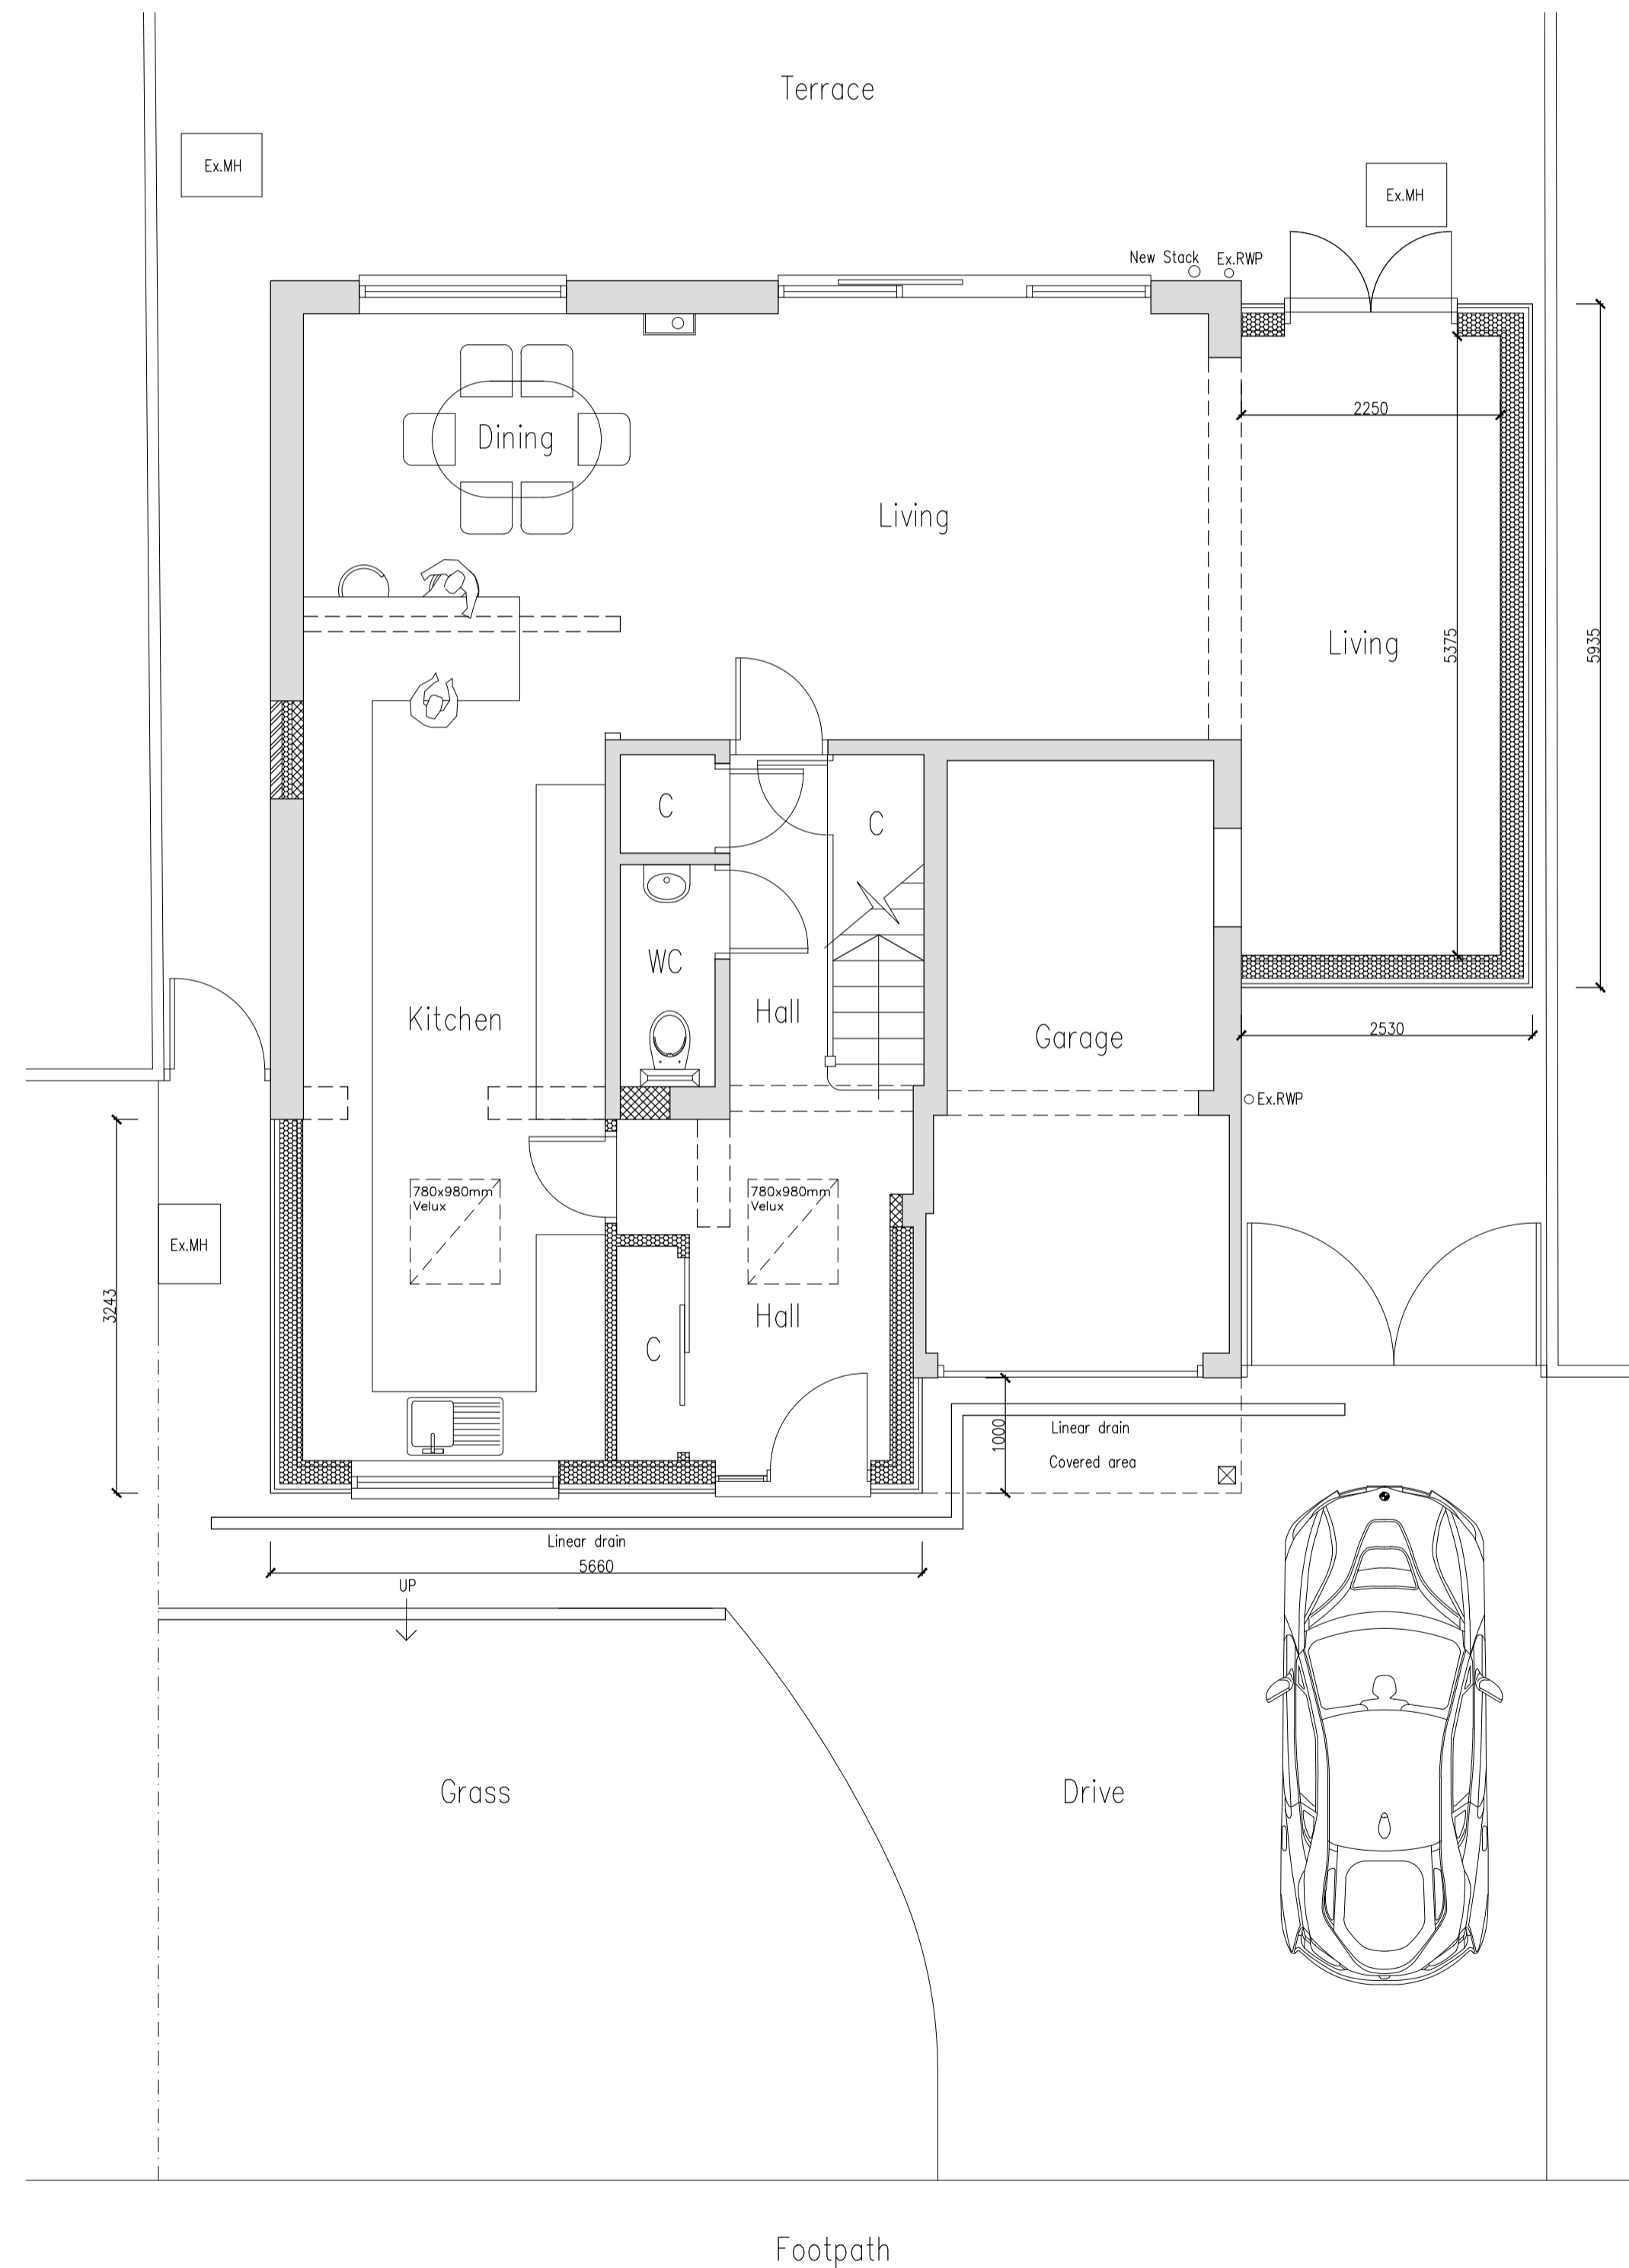 Terrace
Ex.MH
Ex.MH
New Stack
Ex.RWP
2250
Dining
Living
Living
5375
5935
C
C
WC
Hall
Kitchen
Garage
2530
Ex.RWP
780x980mm
Velux
780x980mm
Velux
Ex.MH
3243
Hall
C
1000
Linear drain
Covered area
Linear drain
5660
UP
Grass
Drive
Footpath